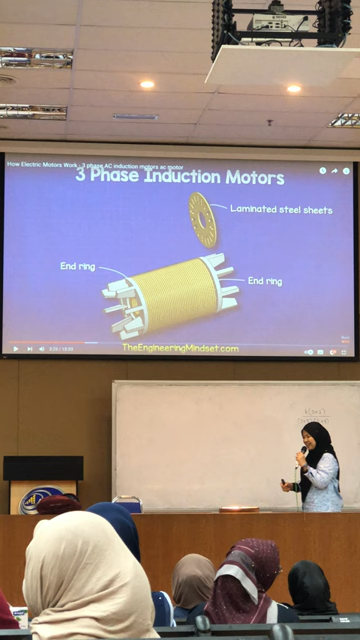 How Electric Motors Work - 3 phase AC induction motors ac motor
3 Phase Induction Motors
Laminated steel sheets
End ring
End ring
TheEngineeringMindset.com